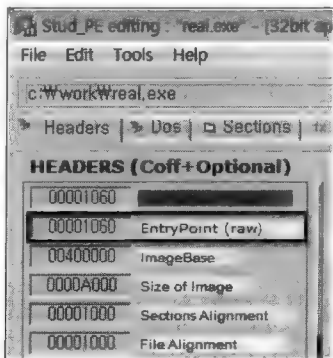 Stud_PE editing : "real.exe" - [32bit ap
File Edit Tools Help
c:₩work₩real.exe
Headers Dos Sections
HEADERS (Coff+Optional)
00001060
00001060 EntryPoint (raw)
00400000 ImageBase
0000A000 Size of Image
00001000 Sections Alignment
00001000 File Alignment